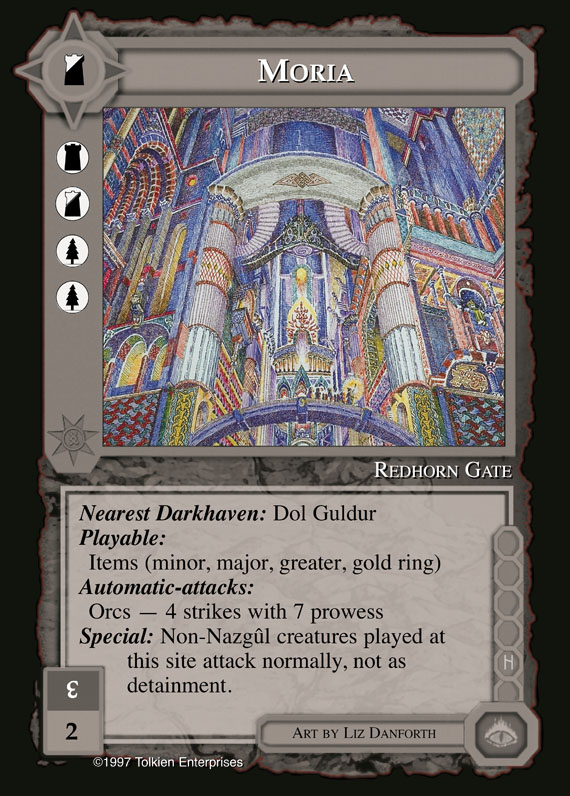 Moria
Redhorn Gate
Nearest Darkhaven: Dol Guldur
Playable:
Items (minor, major, greater, gold ring)
Automatic-attacks:
Orcs — 4 strikes with 7 prowess
Special: Non-Nazgûl creatures played at
this site attack normally, not as
detainment.
2
Art by Liz Danforth
©1997 Tolkien Enterprises